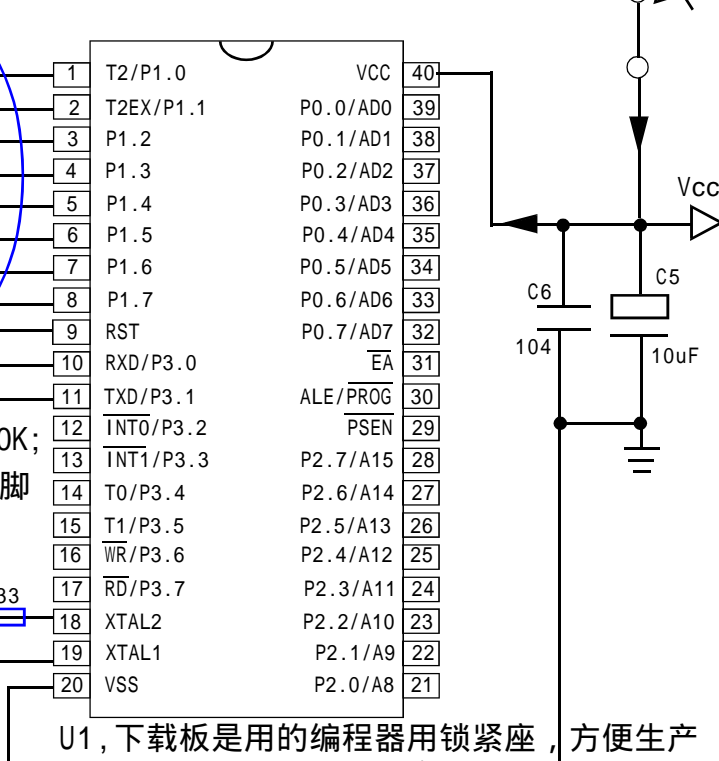 1 T2/P1.0 VCC 40
2 T2EX/P1.1 P0.0/AD0 39
3 P1.2 P0.1/AD1 38
4 P1.3 P0.2/AD2 37
5 P1.4 P0.3/AD3 36
6 P1.5 P0.4/AD4 35
7 P1.6 P0.5/AD5 34
8 P1.7 P0.6/AD6 33
9 RST P0.7/AD7 32
10 RXD/P3.0 EA 31
11 TXD/P3.1 ALE/PROG 30
12 INT0/P3.2 PSEN 29
13 INT1/P3.3 P2.7/A15 28
14 T0/P3.4 P2.6/A14 27
15 T1/P3.5 P2.5/A13 26
16 WR/P3.6 P2.4/A12 25
17 RD/P3.7 P2.3/A11 24
18 XTAL2 P2.2/A10 23
19 XTAL1 P2.1/A9 22
20 VSS P2.0/A8 21
Vcc
C6
104
C5
10uF
0K;
脚
33
U1,下载板是用的编程器用锁紧座，方便生产